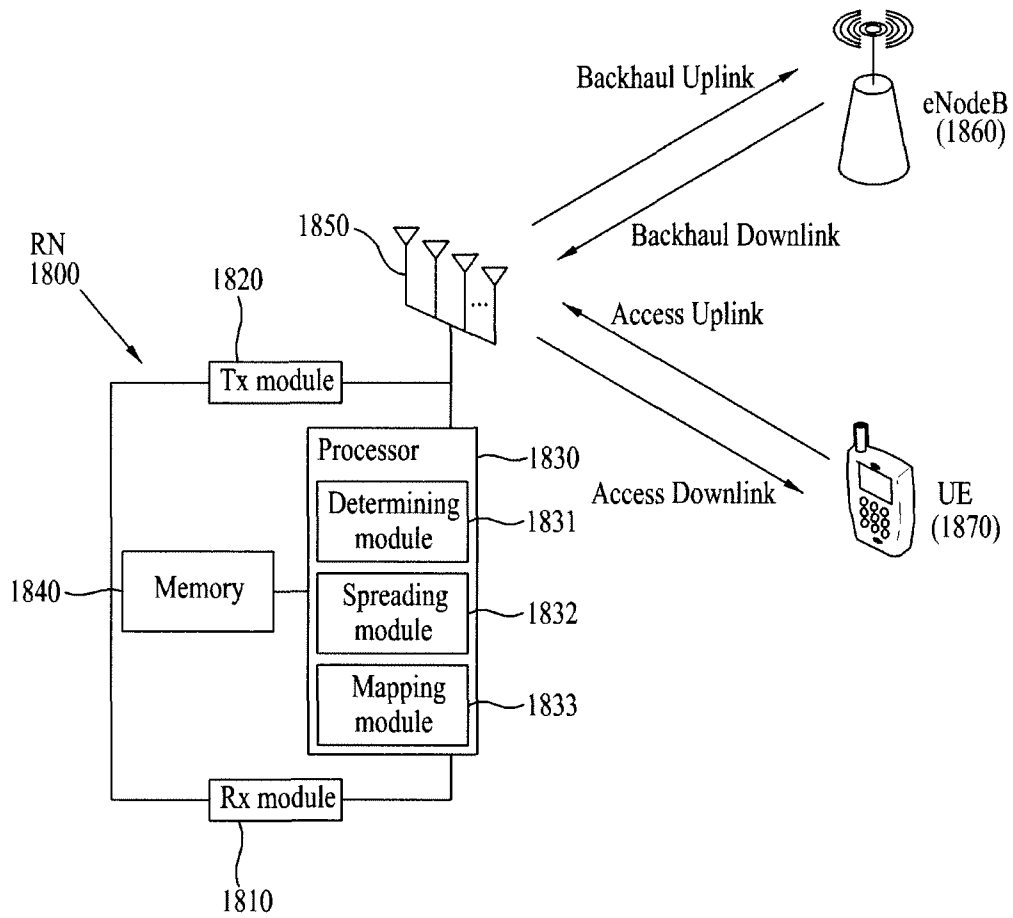 Backhaul Uplink
eNodeB
(1860)
Backhaul Downlink
1850
RN
1800
1820
Access Uplink
Tx module
Processor
1830
Access Downlink
UE
(1870)
Determining
module
1831
1840
Memory
Spreading
module
1832
Mapping
module
1833
Rx module
1810
...